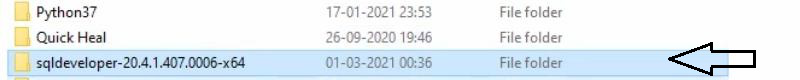 Python37 17-01-2021 23:53 File folder
Quick Heal 26-09-2020 19:46 File folder
sqldeveloper-20.4.1.407.0006-x64 01-03-2021 00:36 File folder